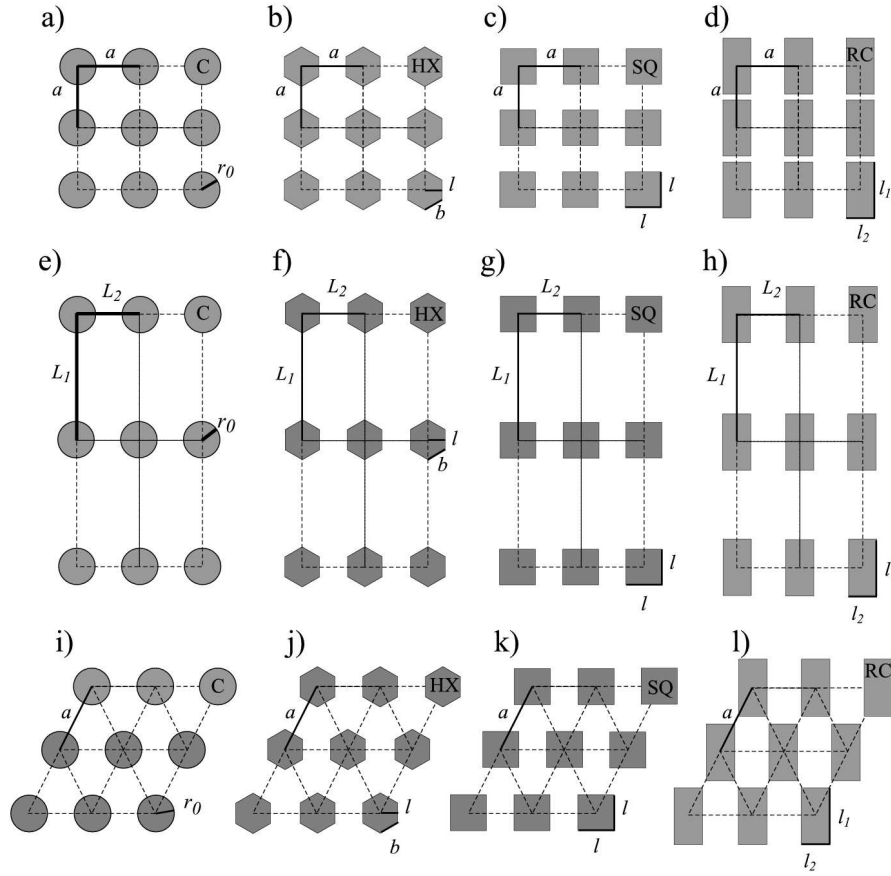 a) b) c) d)
a a a a
C HX SQ RC
a a a a
r0 l l l1
b l l2
e) f) g) h)
L2 L2 L2 L2
C HX SQ RC
L1 L1 L1 L1
r0 l
b
l l
l l2
i) j) k) l)
C HX SQ RC
a a a a
r0 l l l1
b l l2